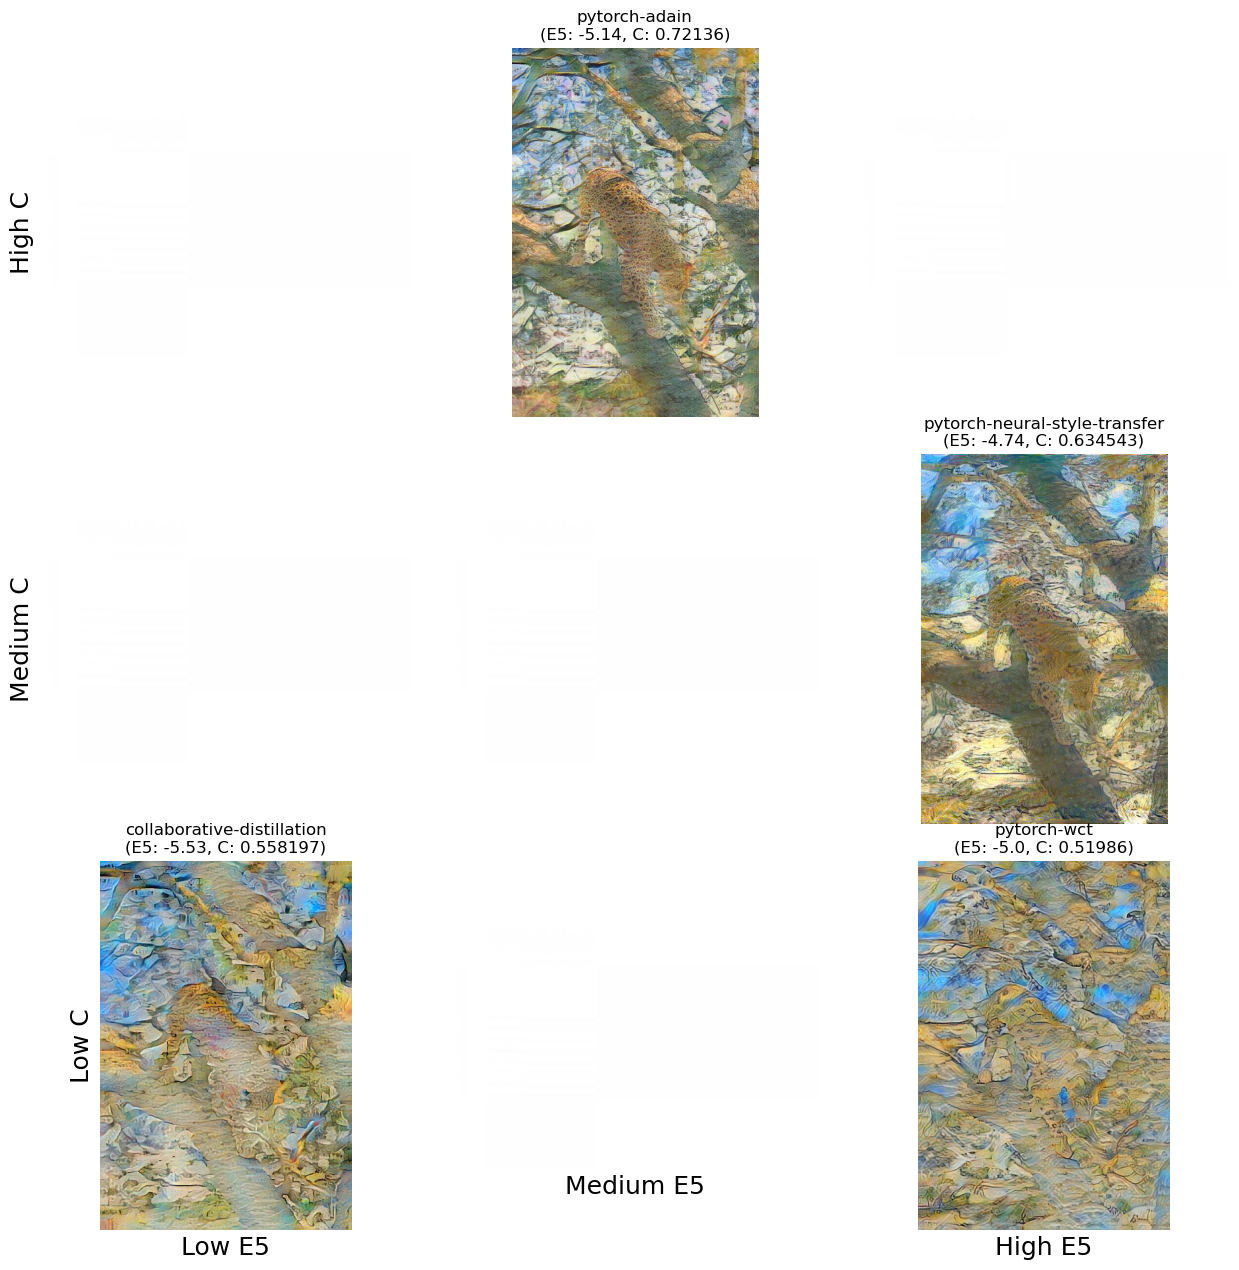 pytorch-adain
(E5: -5.14, C: 0.72136)
High C
pytorch-neural-style-transfer
(E5: -4.74, C: 0.634543)
Medium C
collaborative-distillation
(E5: -5.53, C: 0.558197)
pytorch-wct
(E5: -5.0, C: 0.51986)
Low C
Medium E5
Low E5
High E5